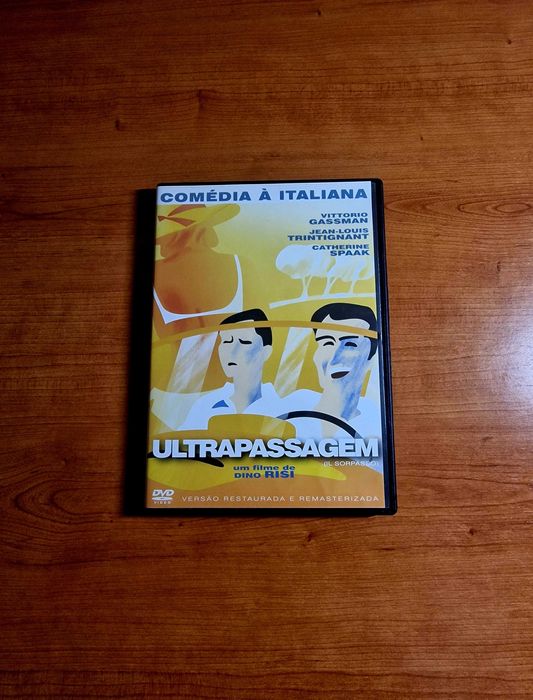 COMÉDIA À ITALIANA
VITTORIO
GASSMAN
JEAN-LOUIS
TRINTIGNANT
CATHERINE
SPAAK
ULTRAPASSAGEM
(IL SORPASSO)
um filme de
DINO RISI
DVD
VIDEO
VERSÃO RESTAURADA E REMASTERIZADA